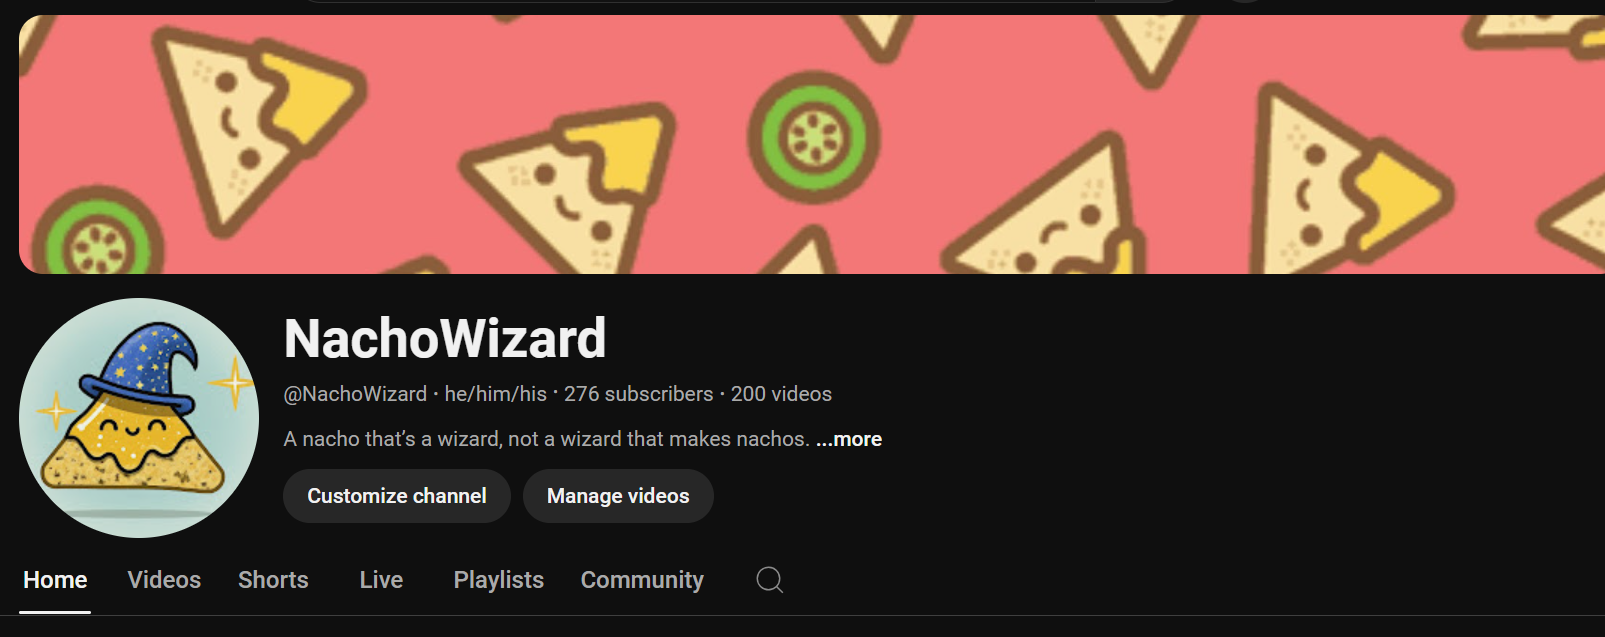 NachoWizard
@NachoWizard · he/him/his · 276 subscribers · 200 videos
A nacho that’s a wizard, not a wizard that makes nachos. ...more
Customize channel Manage videos
Home Videos Shorts Live Playlists Community